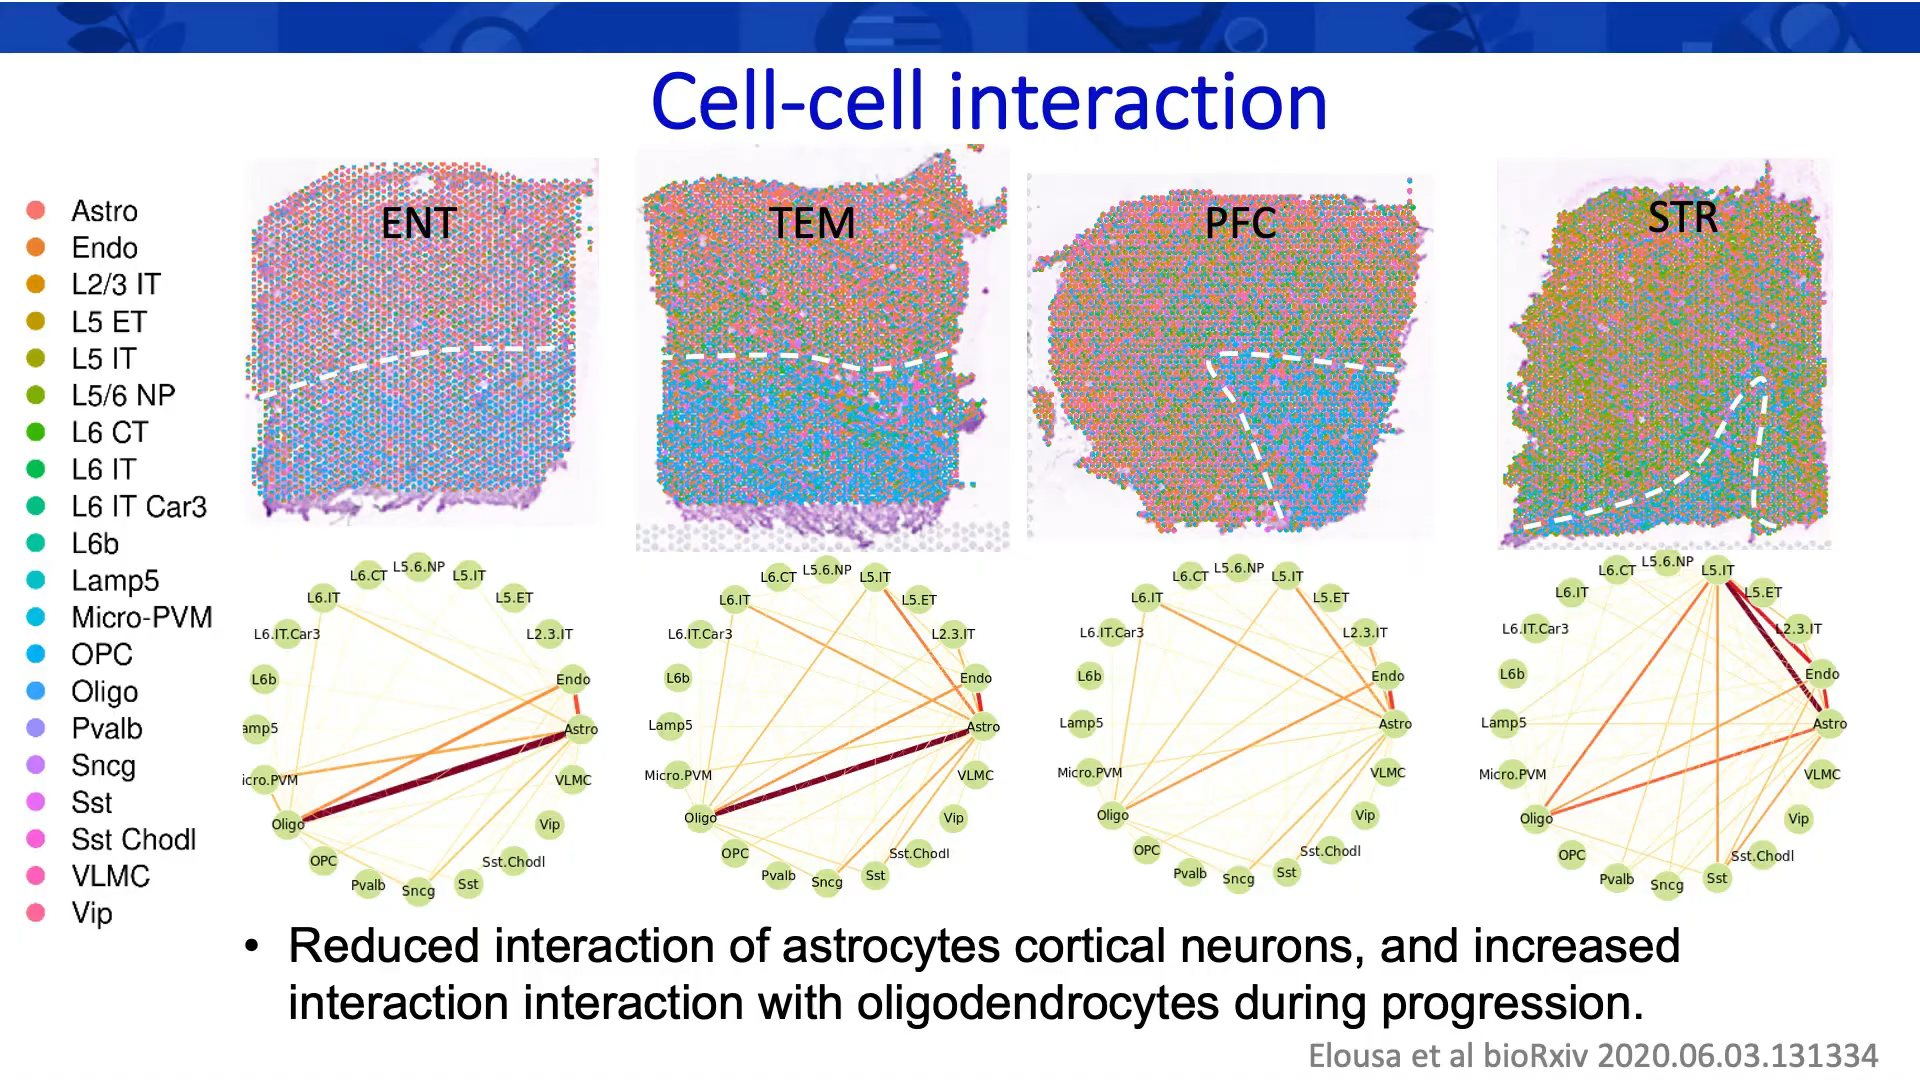 Cell-cell interaction
Astro
Endo
L2/3 IT
L5 ET
L5 IT
L5/6 NP
L6 CT
L6 IT
L6 IT Car3
L6b
Lamp5
Micro-PVM
OPC
Oligo
Pvalb
Sncg
Sst
Sst Chodl
VLMC
Vip
ENT
TEM
PFC
STR
L5.6.NP
L6.CT
L5.IT
L6.IT
L5.ET
L6.IT.Car3
L2.3.IT
L6b
Endo
amp5
Astro
icro.PVM
VLMC
Oligo
Vip
OPC
Sst.Chodl
Pvalb
Sncg
Sst
L5.6.NP
L6.CT
L5.IT
L6.IT
L5.ET
L6.IT.Car3
L2.3.IT
L6b
Endo
Lamp5
Astro
Micro.PVM
VLMC
Oligo
Vip
OPC
Sst.Chodl
Pvalb
Sncg
Sst
L5.6.NP
L6.CT
L5.IT
L6.IT
L5.ET
L6.IT.Car3
L2.3.IT
L6b
Endo
Lamp5
Astro
Micro.PVM
VLMC
Oligo
Vip
OPC
Sst.Chodl
Pvalb
Sncg
Sst
L5.6.NP
L6.CT
L5.IT
L6.IT
L5.ET
L6.IT.Car3
L2.3.IT
L6b
Endo
Lamp5
Astro
Micro.PVM
VLMC
Oligo
Vip
OPC
Sst.Chodl
Pvalb
Sncg
Sst
• Reduced interaction of astrocytes cortical neurons, and increased
interaction interaction with oligodendrocytes during progression.
Elousa et al bioRxiv 2020.06.03.131334